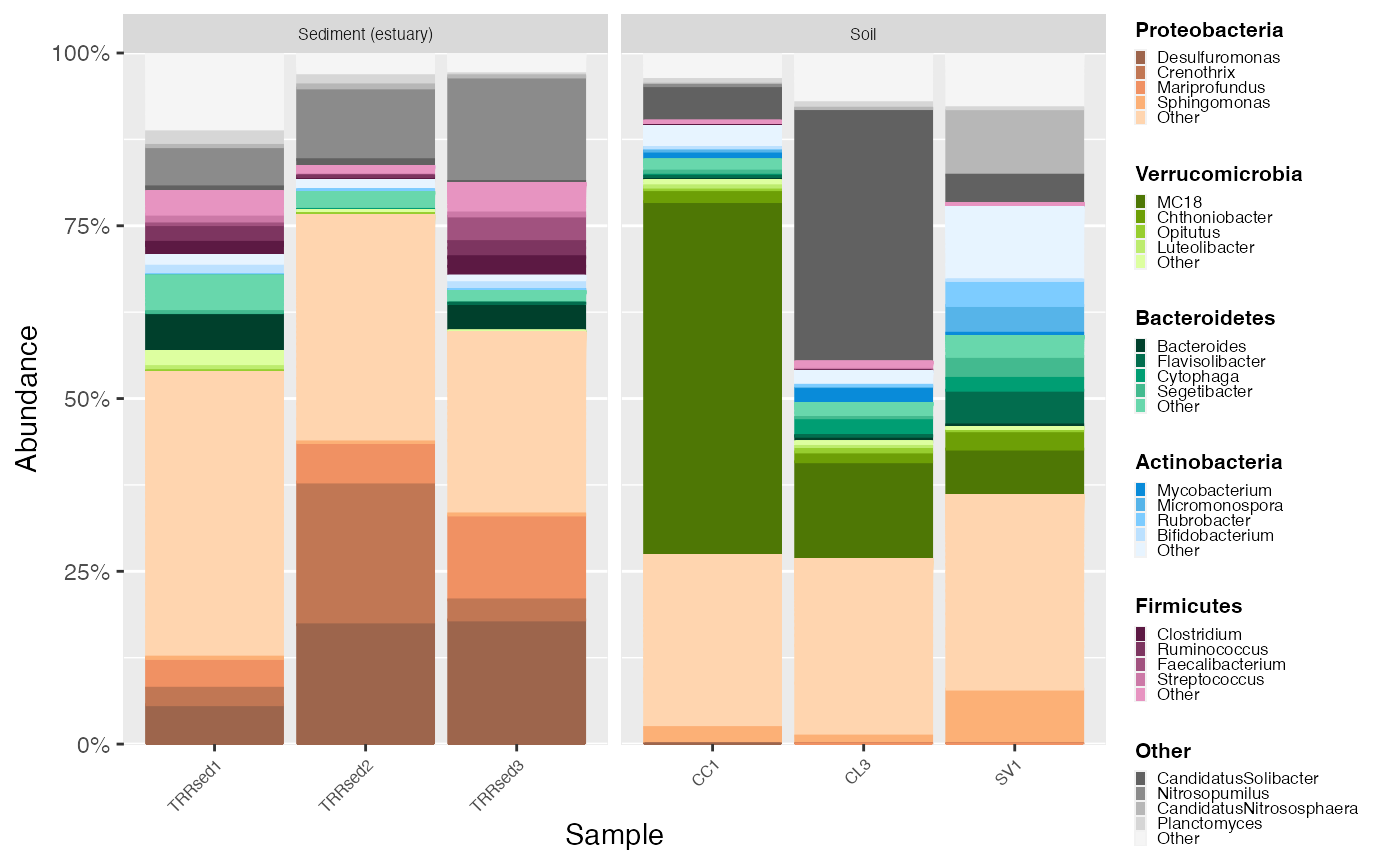 Sediment (estuary)
Soil
100%
75%
50%
25%
0%
Abundance
TRRsed1
TRRsed2
TRRsed3
CC1
CL3
SV1
Sample
Proteobacteria
Desulfuromonas
Crenothrix
Mariprofundus
Sphingomonas
Other
Verrucomicrobia
MC18
Chthoniobacter
Opitutus
Luteolibacter
Other
Bacteroidetes
Bacteroides
Flavisolibacter
Cytophaga
Segetibacter
Other
Actinobacteria
Mycobacterium
Micromonospora
Rubrobacter
Bifidobacterium
Other
Firmicutes
Clostridium
Ruminococcus
Faecalibacterium
Streptococcus
Other
Other
CandidatusSolibacter
Nitrosopumilus
CandidatusNitrososphaera
Planctomyces
Other